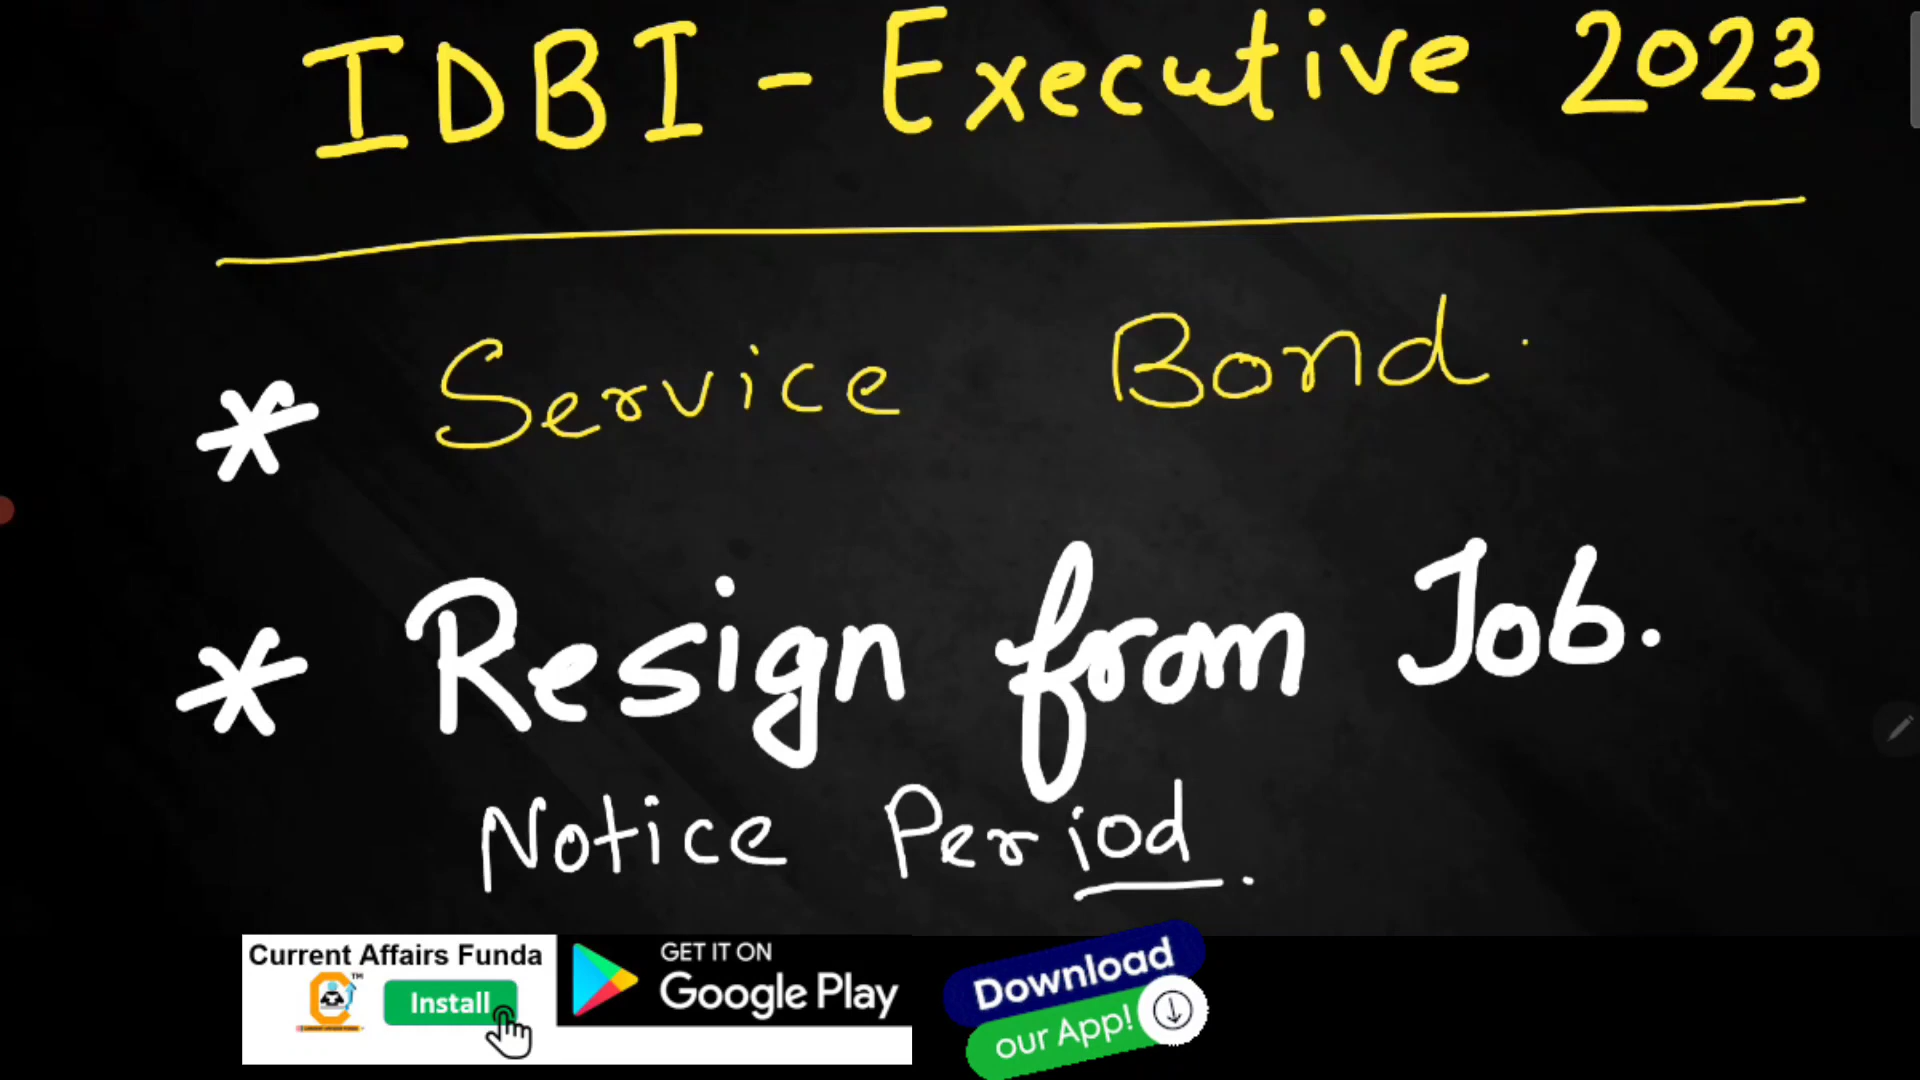 IDBI - Executive 2023
* Service Bond.
* Resign from Job.
Notice Period.
Current Affairs Funda
TM
Install
GET IT ON
Google Play
Download
our App!